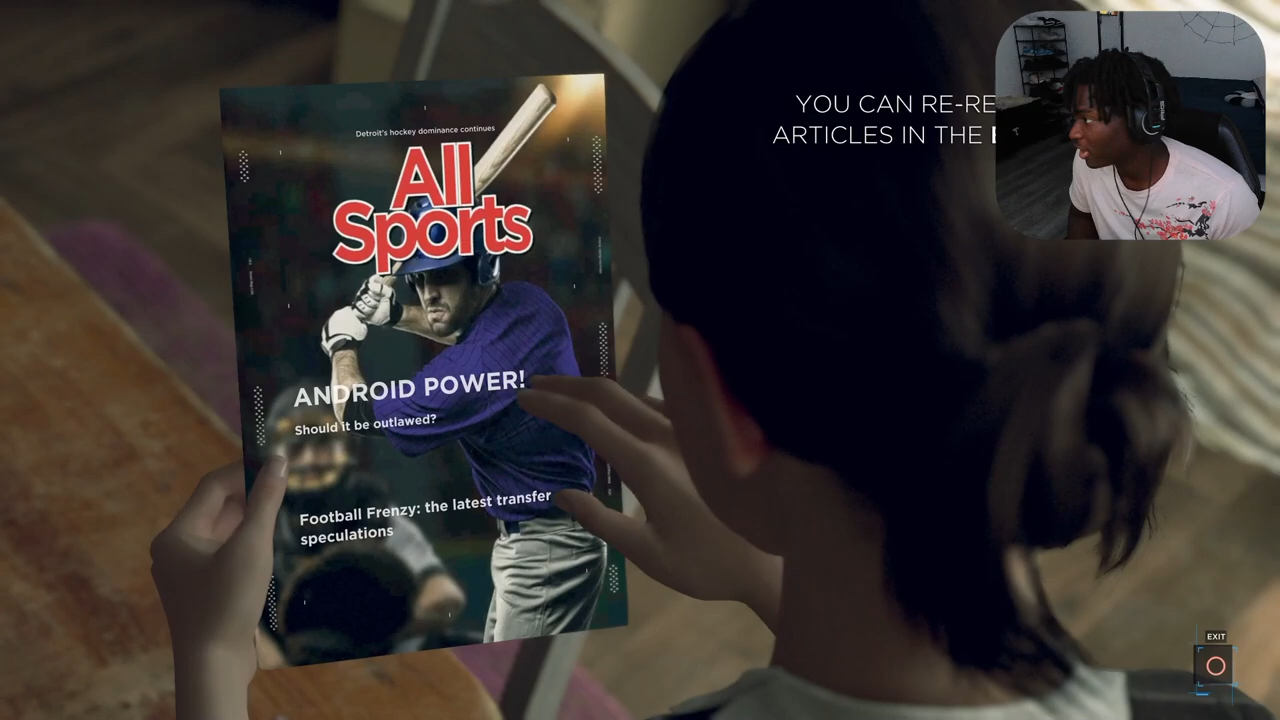 YOU CAN RE-RE
ARTICLES IN THE
Detroit's hockey dominance continues
All
Sports
ANDROID POWER!
Should it be outlawed?
Football Frenzy: the latest transfer
speculations
EXIT